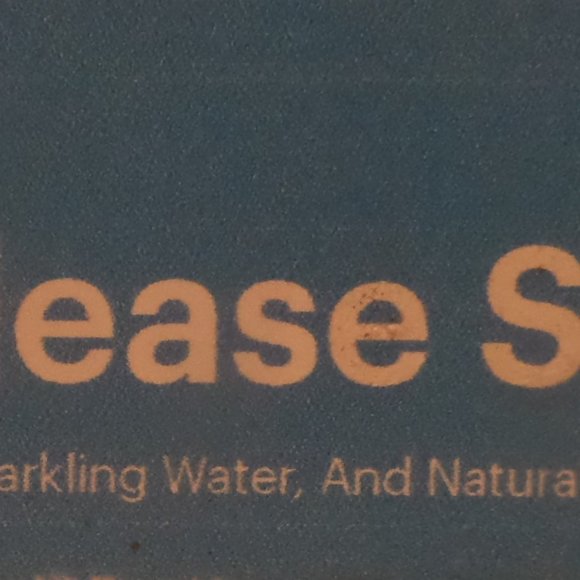 ease S
arkling Water, And Natura